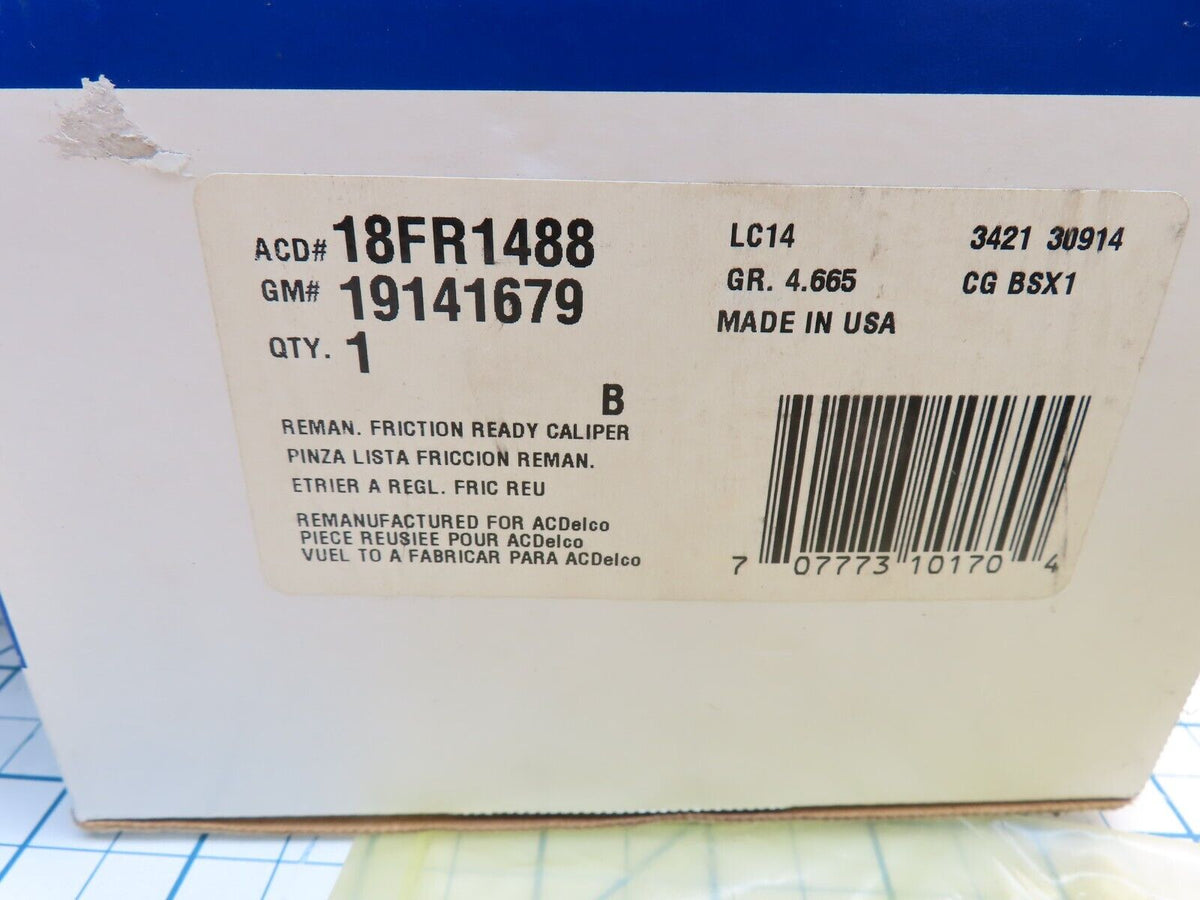 ACD# 18FR1488
GM# 19141679
QTY. 1
B
REMAN. FRICTION READY CALIPER
PINZA LISTA FRICCION REMAN.
ETRIER A REGL. FRIC REU
REMANUFACTURED FOR ACDelco
PIECE REUSIEE POUR ACDelco
VUEL TO A FABRICAR PARA ACDelco
LC14 3421 30914
GR. 4.665 CG BSX1
MADE IN USA
7 07773 10170 4